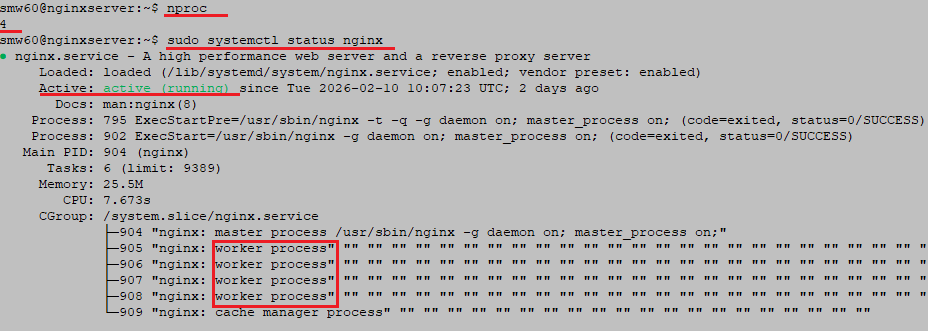 smw60@nginxserver:~$ nproc
4
smw60@nginxserver:~$ sudo systemctl status nginx
● nginx.service - A high performance web server and a reverse proxy server
Loaded: loaded (/lib/systemd/system/nginx.service; enabled; vendor preset: enabled)
Active: active (running) since Tue 2026-02-10 10:07:23 UTC; 2 days ago
Docs: man:nginx(8)
Process: 795 ExecStartPre=/usr/sbin/nginx -t -q -g daemon on; master_process on; (code=exited, status=0/SUCCESS)
Process: 902 ExecStart=/usr/sbin/nginx -g daemon on; master_process on; (code=exited, status=0/SUCCESS)
Main PID: 904 (nginx)
Tasks: 6 (limit: 9389)
Memory: 25.5M
CPU: 7.673s
CGroup: /system.slice/nginx.service
├─904 "nginx: master process /usr/sbin/nginx -g daemon on; master_process on;"
├─905 "nginx: worker process" "" "" "" "" "" "" "" "" "" "" "" "" "" "" "" "" "" "" "" "" "" "" "" "" "
├─906 "nginx: worker process" "" "" "" "" "" "" "" "" "" "" "" "" "" "" "" "" "" "" "" "" "" "" "" "" "
├─907 "nginx: worker process" "" "" "" "" "" "" "" "" "" "" "" "" "" "" "" "" "" "" "" "" "" "" "" "" "
├─908 "nginx: worker process" "" "" "" "" "" "" "" "" "" "" "" "" "" "" "" "" "" "" "" "" "" "" "" "" "
└─909 "nginx: cache manager process" "" "" "" "" "" "" "" "" "" "" "" "" "" "" "" "" "" "" "" ""